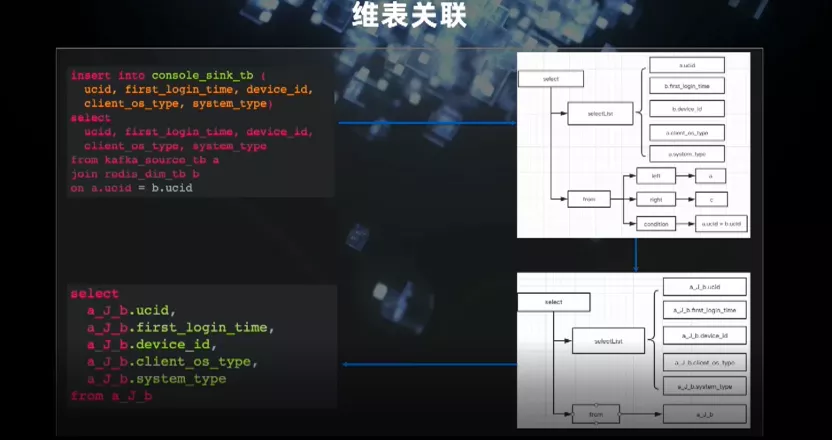 维表关联
insert into console_sink_tb (
ucid, first_login_time, device_id,
client_os_type, system_type)
select
ucid, first_login_time, device_id,
client_os_type, system_type
from kafka_source_tb a
join redis_dim_tb b
on a.ucid = b.ucid
select
selectList
a.ucid
b.first_login_time
b.device_id
a.client_os_type
a.system_type
from
left
a
right
c
condition
a.ucid = b.ucid
select
a_J_b.ucid,
a_J_b.first_login_time,
a_J_b.device_id,
a_J_b.client_os_type,
a_J_b.system_type
from a_J_b
select
selectList
a_J_b.ucid
a_J_b.first_login_time
a_J_b.device_id
a_J_b.client_os_type
a_J_b.system_type
from
a_J_b